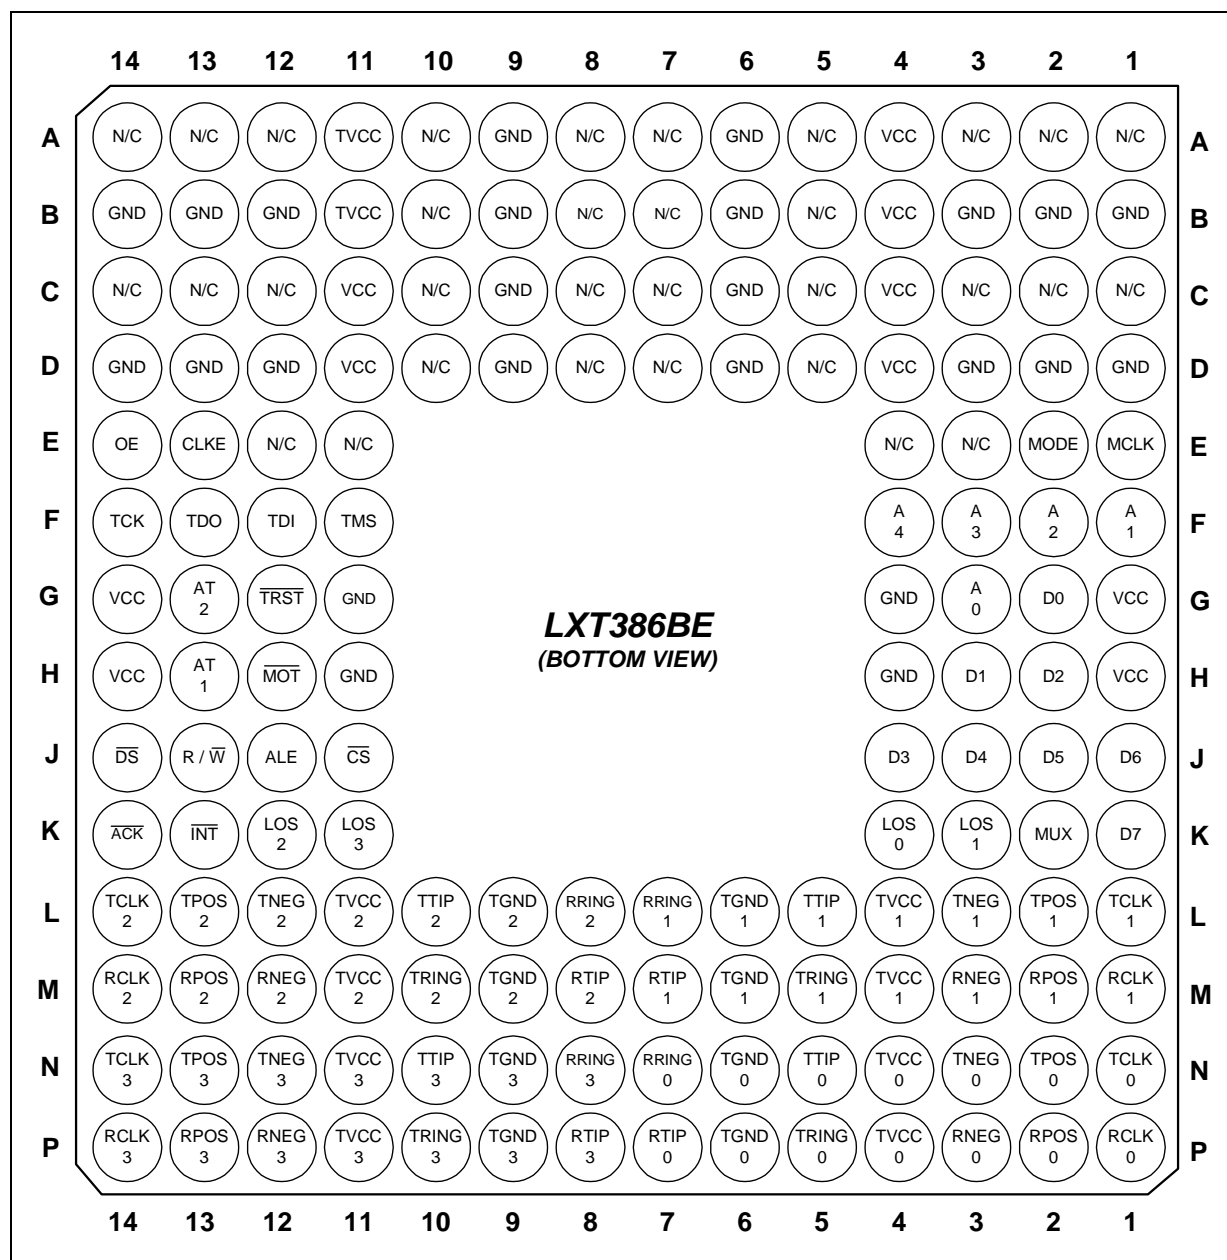 14 13 12 11 10 9 8 7 6 5 4 3 2 1
A N/C N/C N/C TVCC N/C GND N/C N/C GND N/C VCC N/C N/C N/C A
B GND GND GND TVCC N/C GND N/C N/C GND N/C VCC GND GND GND B
C N/C N/C N/C VCC N/C GND N/C N/C GND N/C VCC N/C N/C N/C C
D GND GND GND VCC N/C GND N/C N/C GND N/C VCC GND GND GND D
E OE CLKE N/C N/C N/C N/C MODE MCLK E
F TCK TDO TDI TMS A 4 A 3 A 2 A 1 F
G VCC AT 2 T̅R̅S̅T̅ GND GND A 0 D0 VCC G
LXT386BE
(BOTTOM VIEW)
H VCC AT 1 M̅O̅T̅ GND GND D1 D2 VCC H
J D̅S̅ R / W̅ ALE C̅S̅ D3 D4 D5 D6 J
K A̅C̅K̅ I̅N̅T̅ LOS 2 LOS 3 LOS 0 LOS 1 MUX D7 K
L TCLK 2 TPOS 2 TNEG 2 TVCC 2 TTIP 2 TGND 2 RRING 2 RRING 1 TGND 1 TTIP 1 TVCC 1 TNEG 1 TPOS 1 TCLK 1 L
M RCLK 2 RPOS 2 RNEG 2 TVCC 2 TRING 2 TGND 2 RTIP 2 RTIP 1 TGND 1 TRING 1 TVCC 1 RNEG 1 RPOS 1 RCLK 1 M
N TCLK 3 TPOS 3 TNEG 3 TVCC 3 TTIP 3 TGND 3 RRING 3 RRING 0 TGND 0 TTIP 0 TVCC 0 TNEG 0 TPOS 0 TCLK 0 N
P RCLK 3 RPOS 3 RNEG 3 TVCC 3 TRING 3 TGND 3 RTIP 3 RTIP 0 TGND 0 TRING 0 TVCC 0 RNEG 0 RPOS 0 RCLK 0 P
14 13 12 11 10 9 8 7 6 5 4 3 2 1